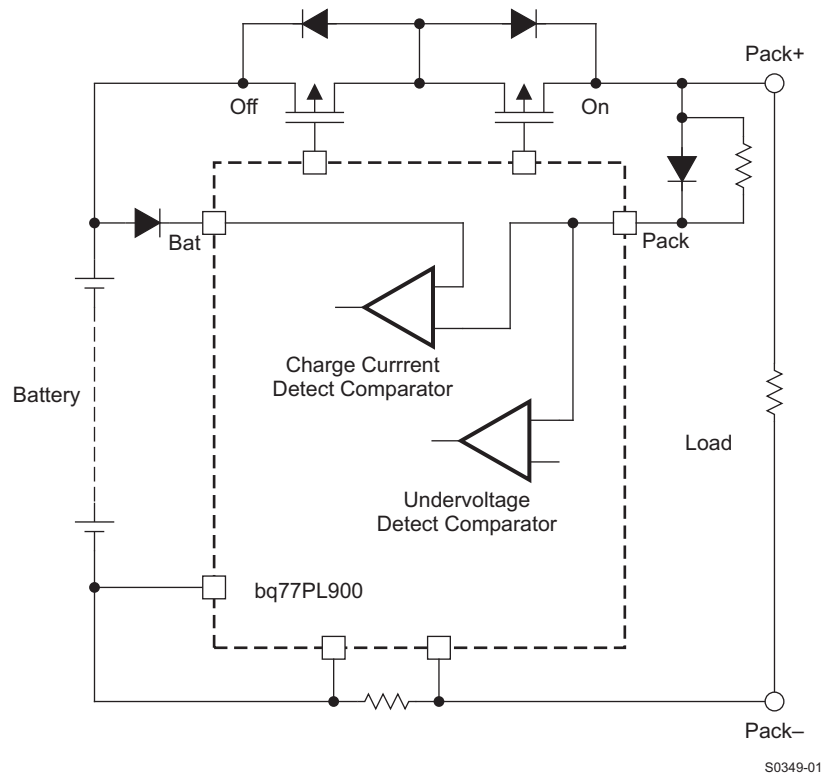 Pack+
Off
On
Bat
Pack
Charge Currrent
Detect Comparator
Battery
Load
Undervoltage
Detect Comparator
bq77PL900
Pack–
S0349-01